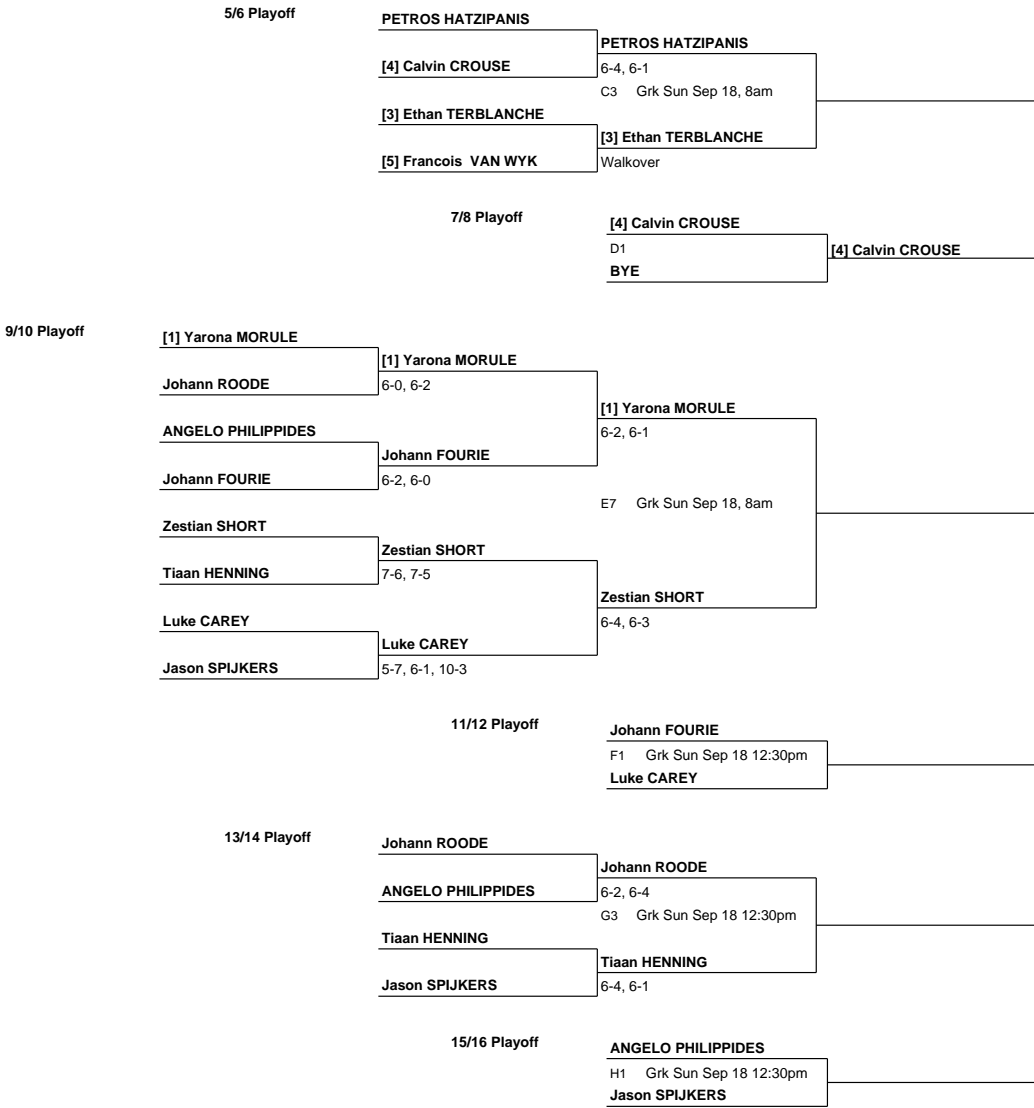 5/6 Playoff
PETROS HATZIPANIS
PETROS HATZIPANIS
[4] Calvin CROUSE
6-4, 6-1
C3 Grk Sun Sep 18, 8am
[3] Ethan TERBLANCHE
[3] Ethan TERBLANCHE
[5] Francois VAN WYK
Walkover
7/8 Playoff
[4] Calvin CROUSE
D1
[4] Calvin CROUSE
BYE
9/10 Playoff
[1] Yarona MORULE
[1] Yarona MORULE
Johann ROODE
6-0, 6-2
[1] Yarona MORULE
ANGELO PHILIPPIDES
6-2, 6-1
Johann FOURIE
Johann FOURIE
6-2, 6-0
E7 Grk Sun Sep 18, 8am
Zestian SHORT
Zestian SHORT
Tiaan HENNING
7-6, 7-5
Zestian SHORT
Luke CAREY
6-4, 6-3
Luke CAREY
Jason SPIJKERS
5-7, 6-1, 10-3
11/12 Playoff
Johann FOURIE
F1 Grk Sun Sep 18 12:30pm
Luke CAREY
13/14 Playoff
Johann ROODE
Johann ROODE
ANGELO PHILIPPIDES
6-2, 6-4
G3 Grk Sun Sep 18 12:30pm
Tiaan HENNING
Tiaan HENNING
Jason SPIJKERS
6-4, 6-1
15/16 Playoff
ANGELO PHILIPPIDES
H1 Grk Sun Sep 18 12:30pm
Jason SPIJKERS